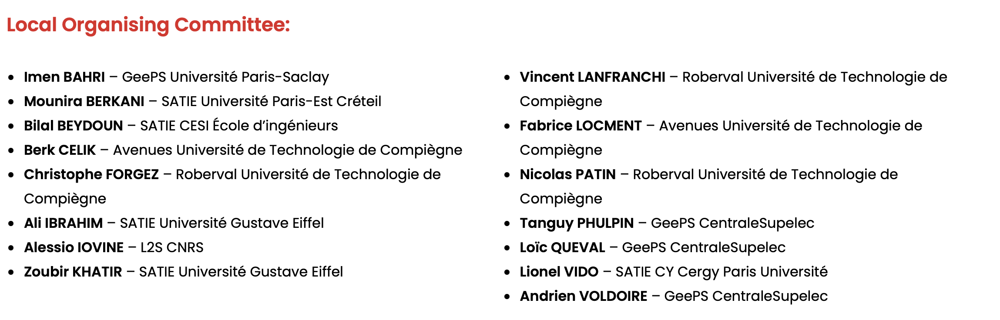 Local Organising Committee:
• Imen BAHRI – GeePS Université Paris-Saclay
• Mounira BERKANI – SATIE Université Paris-Est Créteil
• Bilal BEYDOUN – SATIE CESI École d’ingénieurs
• Berk CELIK – Avenues Université de Technologie de Compiègne
• Christophe FORGEZ – Roberval Université de Technologie de
Compiègne
• Ali IBRAHIM – SATIE Université Gustave Eiffel
• Alessio IOVINE – L2S CNRS
• Zoubir KHATIR – SATIE Université Gustave Eiffel
• Vincent LANFRANCHI – Roberval Université de Technologie de
Compiègne
• Fabrice LOCMENT – Avenues Université de Technologie de
Compiègne
• Nicolas PATIN – Roberval Université de Technologie de
Compiègne
• Tanguy PHULPIN – GeePS CentraleSupelec
• Loïc QUEVAL – GeePS CentraleSupelec
• Lionel VIDO – SATIE CY Cergy Paris Université
• Andrien VOLDOIRE – GeePS CentraleSupelec